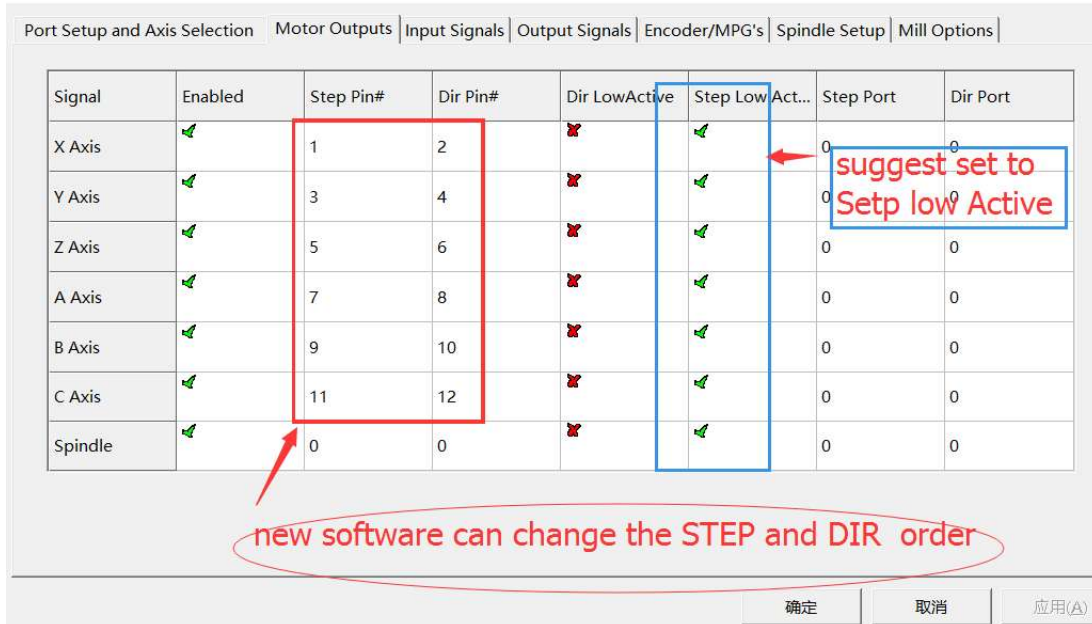 Port Setup and Axis Selection Motor Outputs Input Signals Output Signals Encoder/MPG's Spindle Setup Mill Options
Signal Enabled Step Pin# Dir Pin# Dir LowActive Step Low Act... Step Port Dir Port
X Axis 1 2 0 0
suggest set to
Y Axis 3 4 0 0
Setp low Active
Z Axis 5 6 0 0
A Axis 7 8 0 0
B Axis 9 10 0 0
C Axis 11 12 0 0
Spindle 0 0 0 0
new software can change the STEP and DIR order
确定 取消 应用(A)